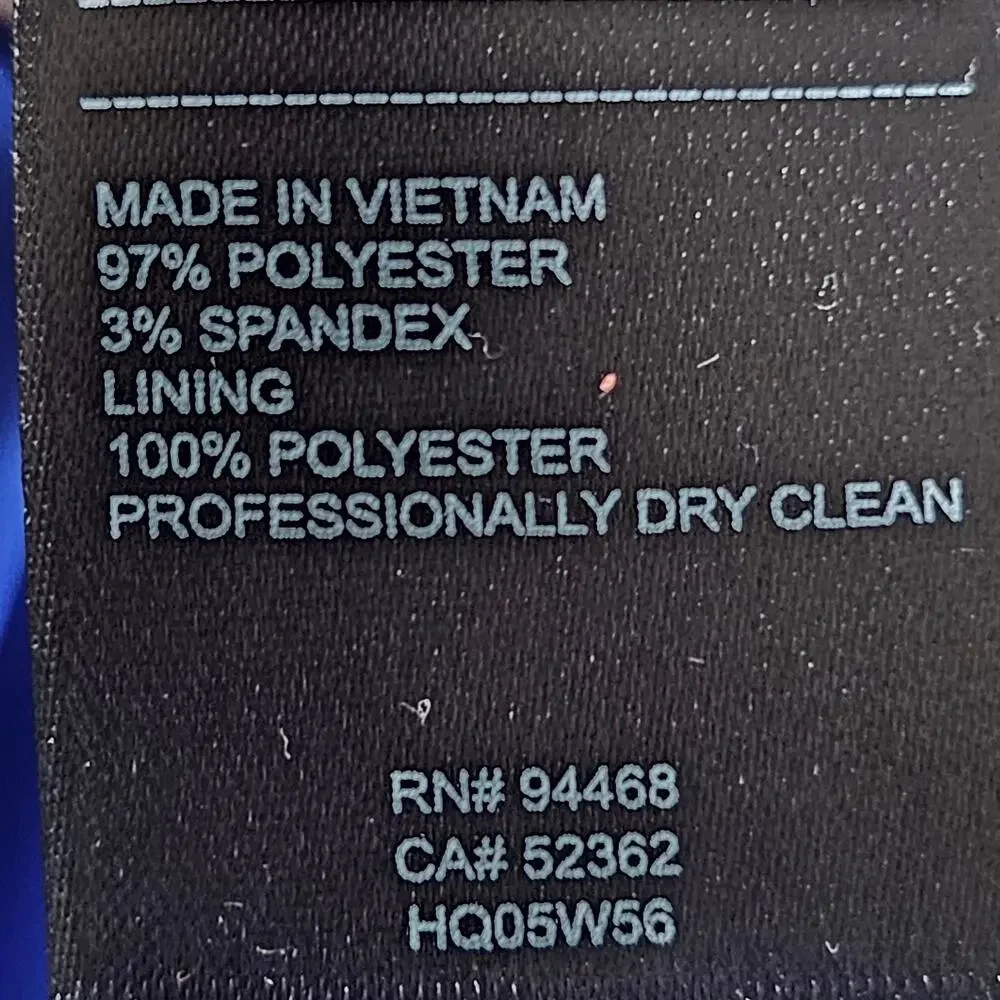 MADE IN VIETNAM
97% POLYESTER
3% SPANDEX
LINING
100% POLYESTER
PROFESSIONALLY DRY CLEAN
RN# 94468
CA# 52362
HQ05W56